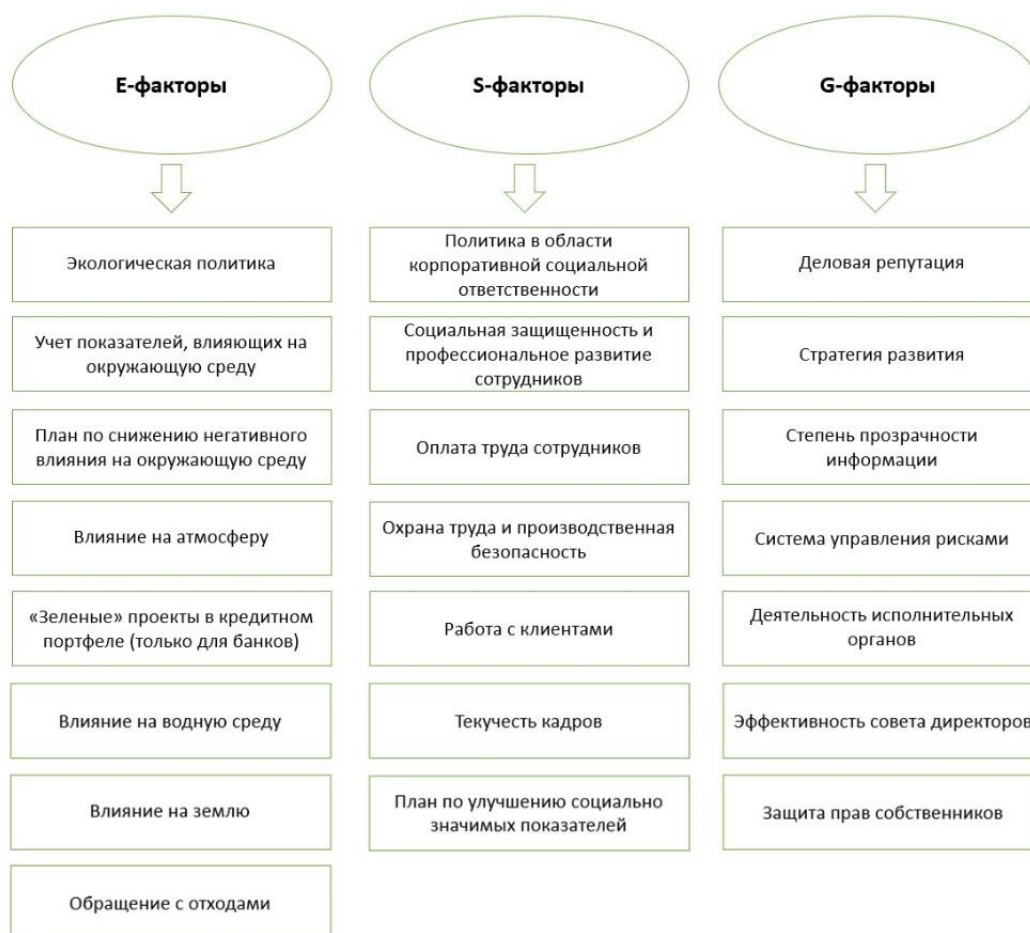 E-факторы
Экологическая политика
Учет показателей, влияющих на
окружающую среду
План по снижению негативного
влияния на окружающую среду
Влияние на атмосферу
«Зеленые» проекты в кредитном
портфеле (только для банков)
Влияние на водную среду
Влияние на землю
Обращение с отходами
S-факторы
Политика в области
корпоративной социальной
ответственности
Социальная защищенность и
профессиональное развитие
сотрудников
Оплата труда сотрудников
Охрана труда и производственная
безопасность
Работа с клиентами
Текучесть кадров
План по улучшению социально
значимых показателей
G-факторы
Деловая репутация
Стратегия развития
Степень прозрачности
информации
Система управления рисками
Деятельность исполнительных
органов
Эффективность совета директоров
Защита прав собственников